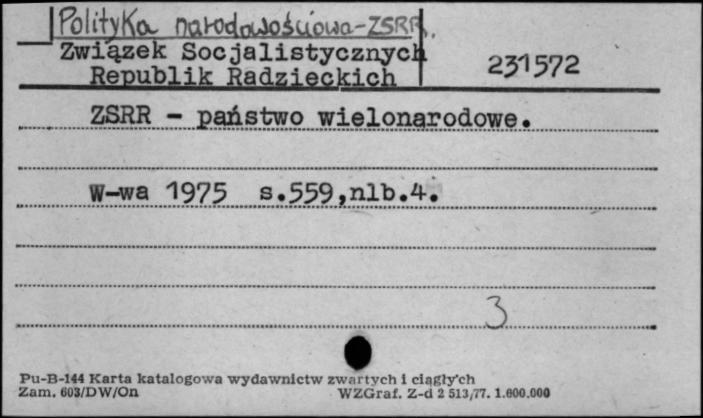 Polityka narodowościowa-ZSRR.
Związek Socjalistycznych
Republik Radzieckich
231572
ZSRR - państwo wielonarodowe.
W-wa 1975 s.559,nlb.4.
3
Pu-B-144 Karta katalogowa wydawnictw zwartych i ciągłych
Zam. 603/DW/On
WZGraf. Z-d 2 513/77. 1.600.000